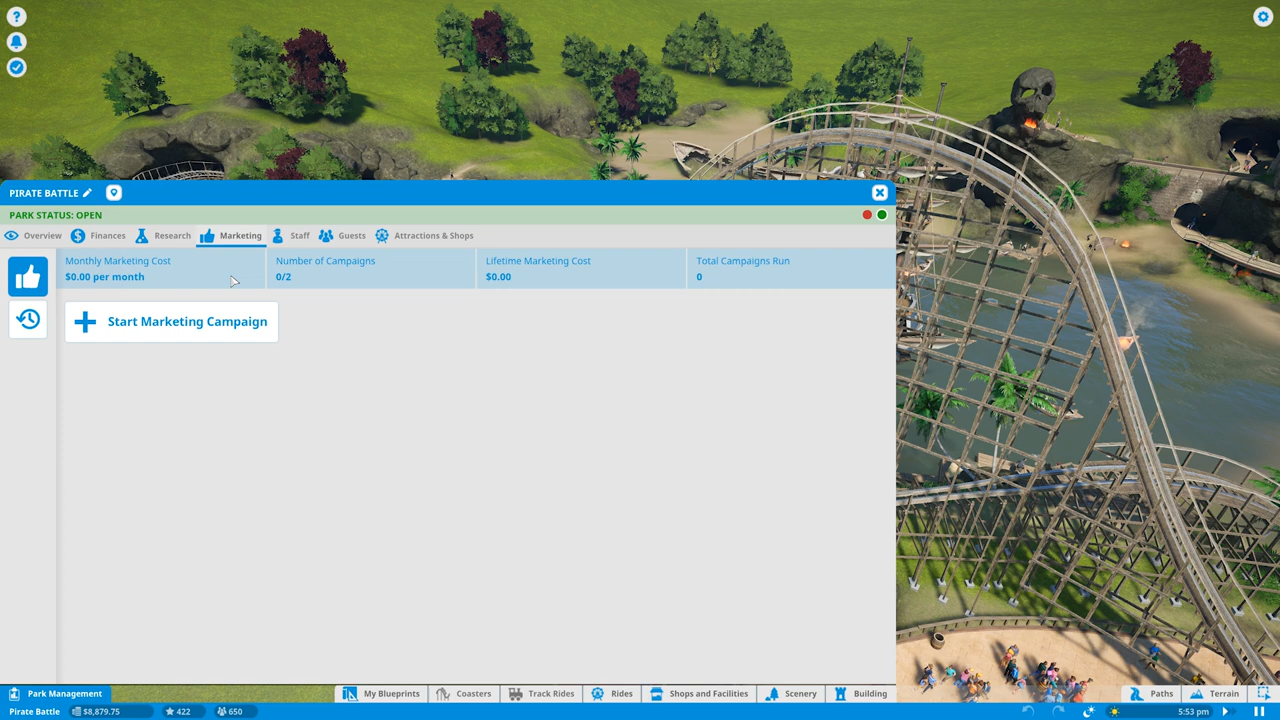 ?
PIRATE BATTLE
PARK STATUS: OPEN
Overview
$ Finances
Research
Marketing
Staff
Guests
Attractions & Shops
Monthly Marketing Cost
$0.00 per month
Number of Campaigns
0/2
Lifetime Marketing Cost
$0.00
Total Campaigns Run
0
Start Marketing Campaign
Park Management
My Blueprints
Coasters
Track Rides
Rides
Shops and Facilities
Scenery
Building
Paths
Terrain
Pirate Battle
$8,879.75
422
650
5:53 pm